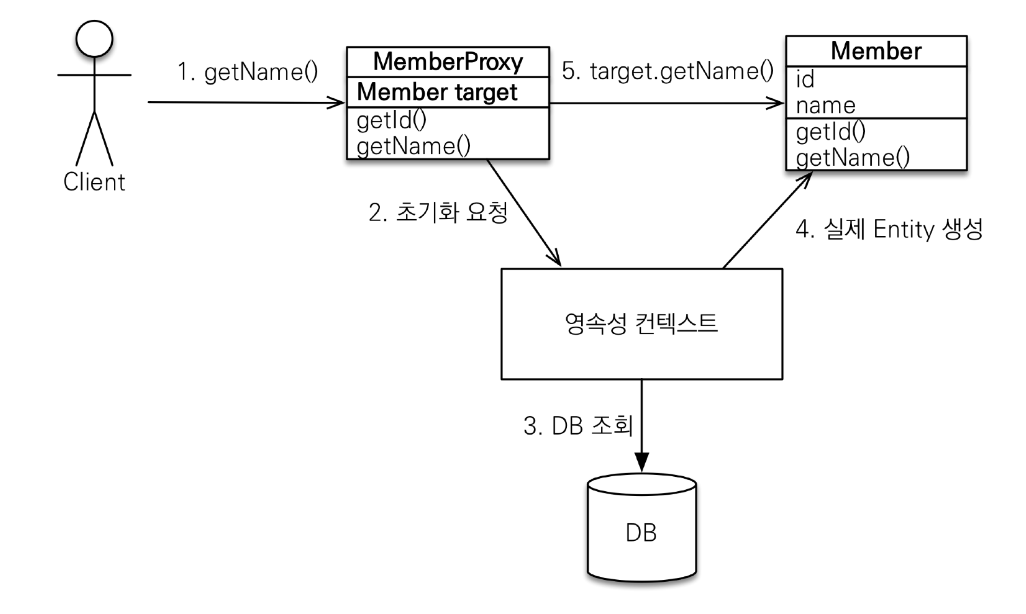 1. getName()
MemberProxy
Member target
getId()
getName()
5. target.getName()
Member
id
name
getId()
getName()
Client
2. 초기화 요청
4. 실제 Entity 생성
영속성 컨텍스트
3. DB 조회
DB